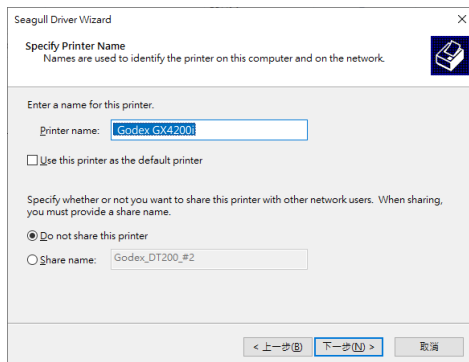 Seagull Driver Wizard
Specify Printer Name
Names are used to identify the printer on this computer and on the network.
Enter a name for this printer.
Printer name:
Godex GX4200i
Use this printer as the default printer
Specify whether or not you want to share this printer with other network users. When sharing,
you must provide a share name.
Do not share this printer
Share name:
Godex_DT200_#2
< 上一步(B)
下一步(N) >
取消